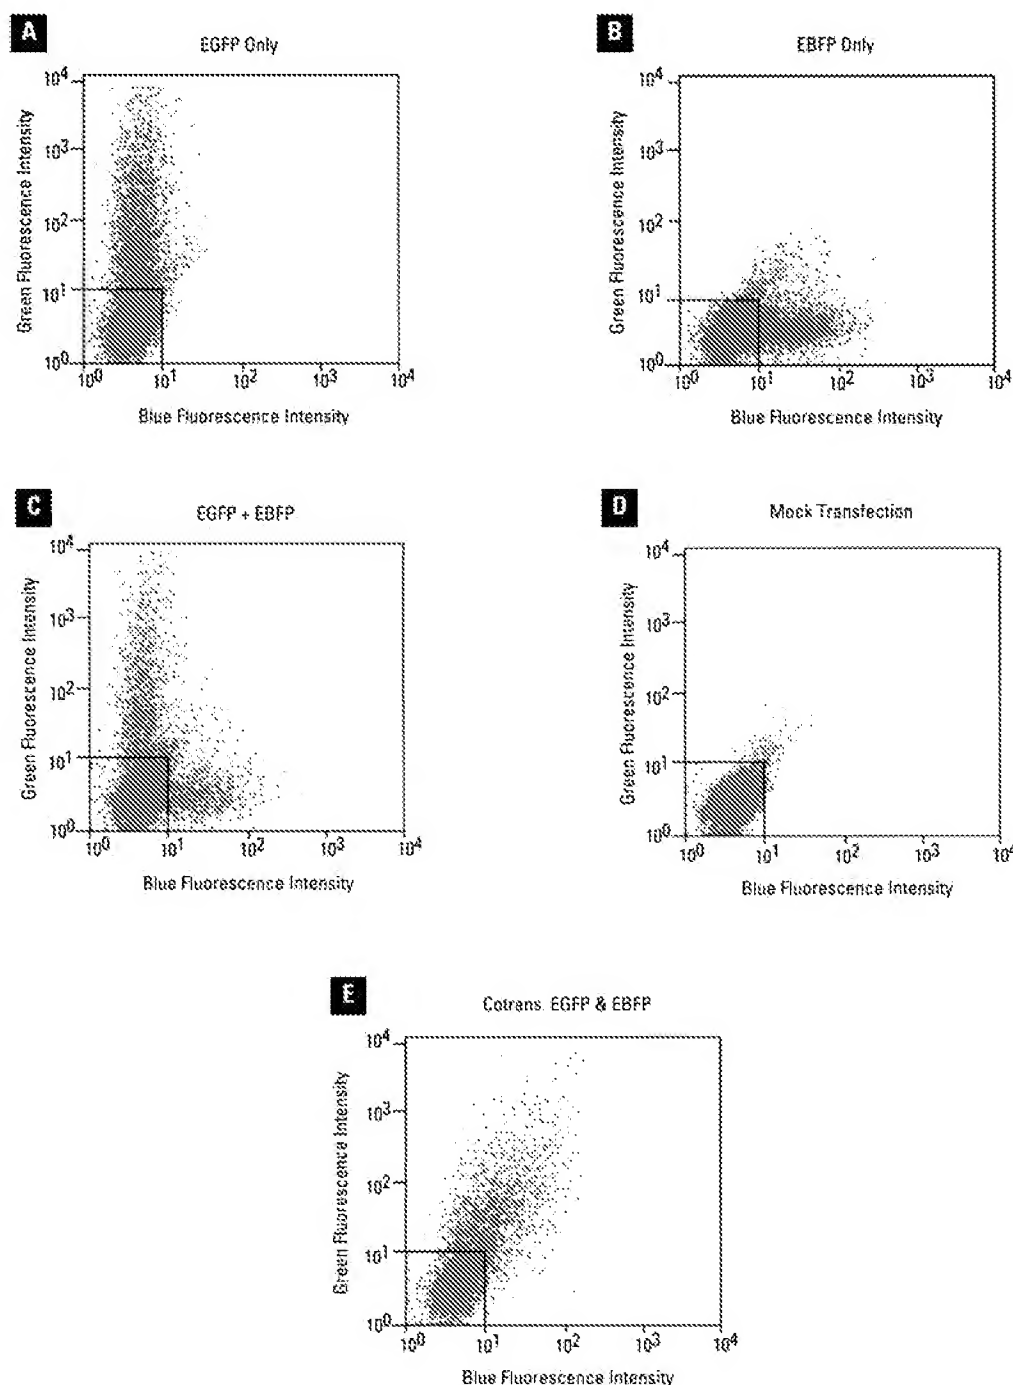 A
EGFP Only
Green Fluorescence Intensity
10⁴
10³
10²
10¹
10⁰
10⁰ 10¹ 10² 10³ 10⁴
Blue Fluorescence Intensity
B
EBFP Only
Green Fluorescence Intensity
10⁴
10³
10²
10¹
10⁰
10⁰ 10¹ 10² 10³ 10⁴
Blue Fluorescence Intensity
C
EGFP + EBFP
Green Fluorescence Intensity
10⁴
10³
10²
10¹
10⁰
10⁰ 10¹ 10² 10³ 10⁴
Blue Fluorescence Intensity
D
Mock Transfection
Green Fluorescence Intensity
10⁴
10³
10²
10¹
10⁰
10⁰ 10¹ 10² 10³ 10⁴
Blue Fluorescence Intensity
E
Cotrans. EGFP & EBFP
Green Fluorescence Intensity
10⁴
10³
10²
10¹
10⁰
10⁰ 10¹ 10² 10³ 10⁴
Blue Fluorescence Intensity